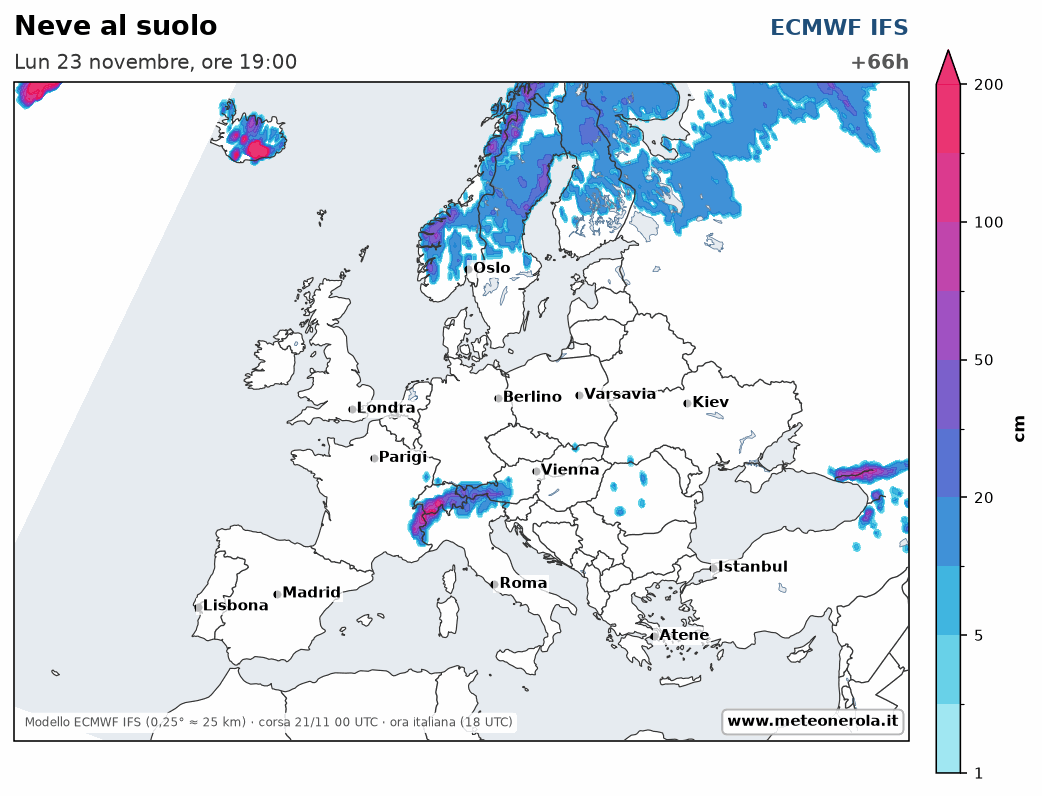 Neve al suolo
ECMWF IFS
Lun 23 novembre, ore 19:00
+66h
200
100
50
20
5
1
cm
Oslo
Londra
Berlino
Varsavia
Kiev
Parigi
Vienna
Istanbul
Roma
Madrid
Lisbona
Atene
Modello ECMWF IFS (0,25° ≈ 25 km) · corsa 21/11 00 UTC · ora italiana (18 UTC)
www.meteonerola.it